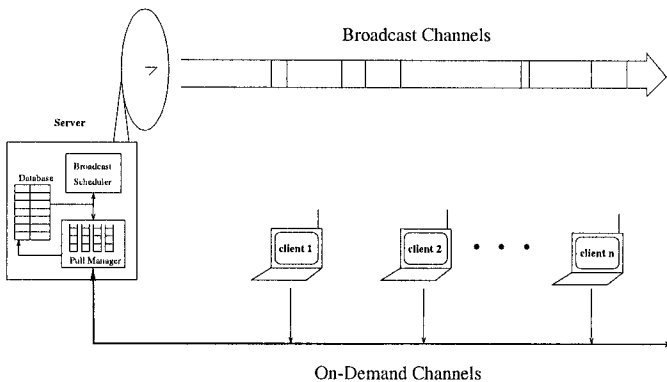 Broadcast Channels
Server
Database
Broadcast
Scheduler
Pull Manager
client 1
client 2
client n
On-Demand Channels